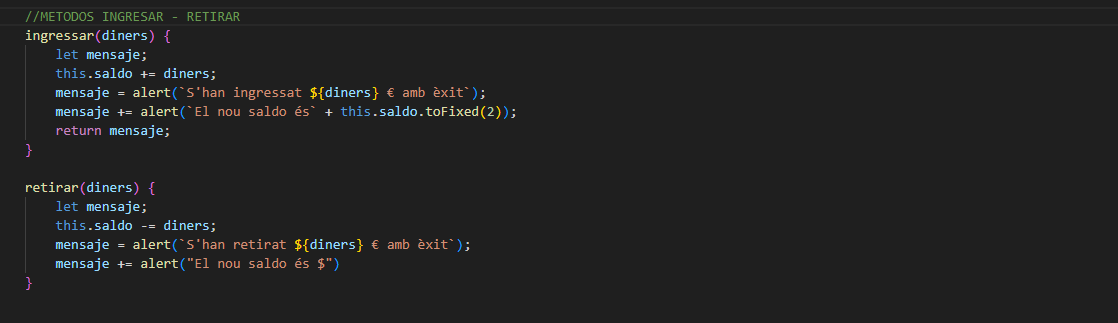 //METODOS INGRESAR - RETIRAR
ingressar(diners) {
    let mensaje;
    this.saldo += diners;
    mensaje = alert(`S'han ingressat ${diners} € amb èxit`);
    mensaje += alert(`El nou saldo és` + this.saldo.toFixed(2));
    return mensaje;
}

retirar(diners) {
    let mensaje;
    this.saldo -= diners;
    mensaje = alert(`S'han retirat ${diners} € amb èxit`);
    mensaje += alert("El nou saldo és $")
}